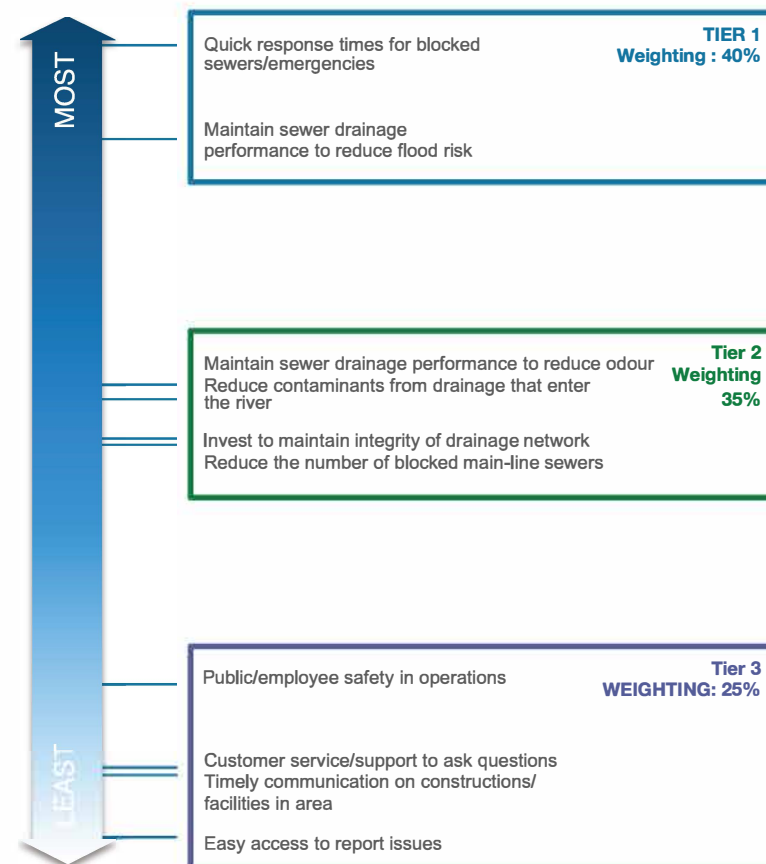 MOST
Quick response times for blocked
sewers/emergencies
TIER 1
Weighting : 40%
Maintain sewer drainage
performance to reduce flood risk
Maintain sewer drainage performance to reduce odour
Reduce contaminants from drainage that enter
the river
Tier 2
Weighting
35%
Invest to maintain integrity of drainage network
Reduce the number of blocked main-line sewers
Public/employee safety in operations
Tier 3
WEIGHTING: 25%
Customer service/support to ask questions
Timely communication on constructions/
facilities in area
Easy access to report issues
LEAST